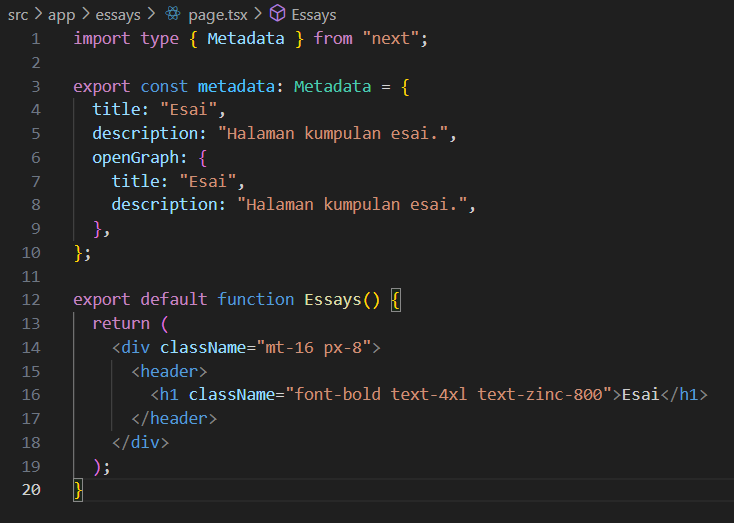 src > app > essays > page.tsx > Essays
1 import type { Metadata } from "next";
2
3 export const metadata: Metadata = {
4   title: "Esai",
5   description: "Halaman kumpulan esai.",
6   openGraph: {
7     title: "Esai",
8     description: "Halaman kumpulan esai.",
9   },
10 };
11
12 export default function Essays() {
13   return (
14     <div className="mt-16 px-8">
15       <header>
16         <h1 className="font-bold text-4xl text-zinc-800">Esai</h1>
17       </header>
18     </div>
19   );
20 }